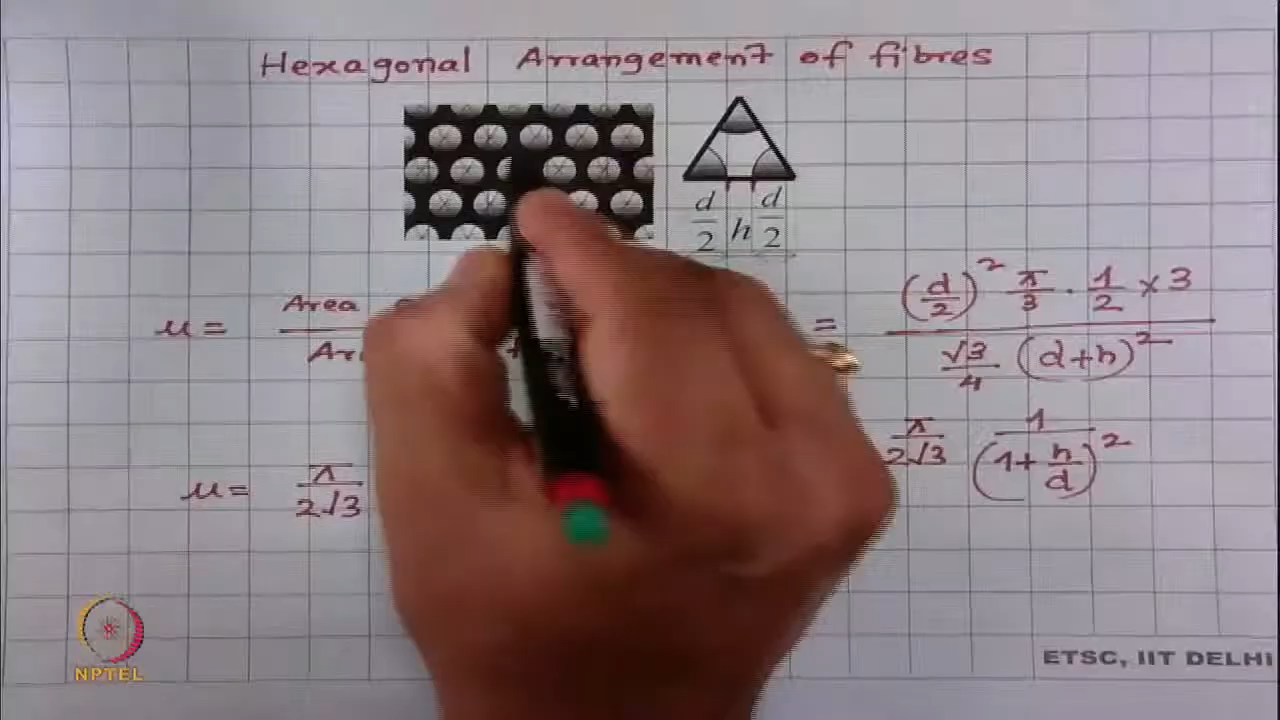 Hexagonal Arrangement of fibres
d/2 h d/2
μ = Area
= (d/2)² π/3 · 1/2 × 3 / √3/4 (d+h)²
μ = π/2√3
π/2√3 1/(1+h/d)²
NPTEL
ETSC, IIT DELHI